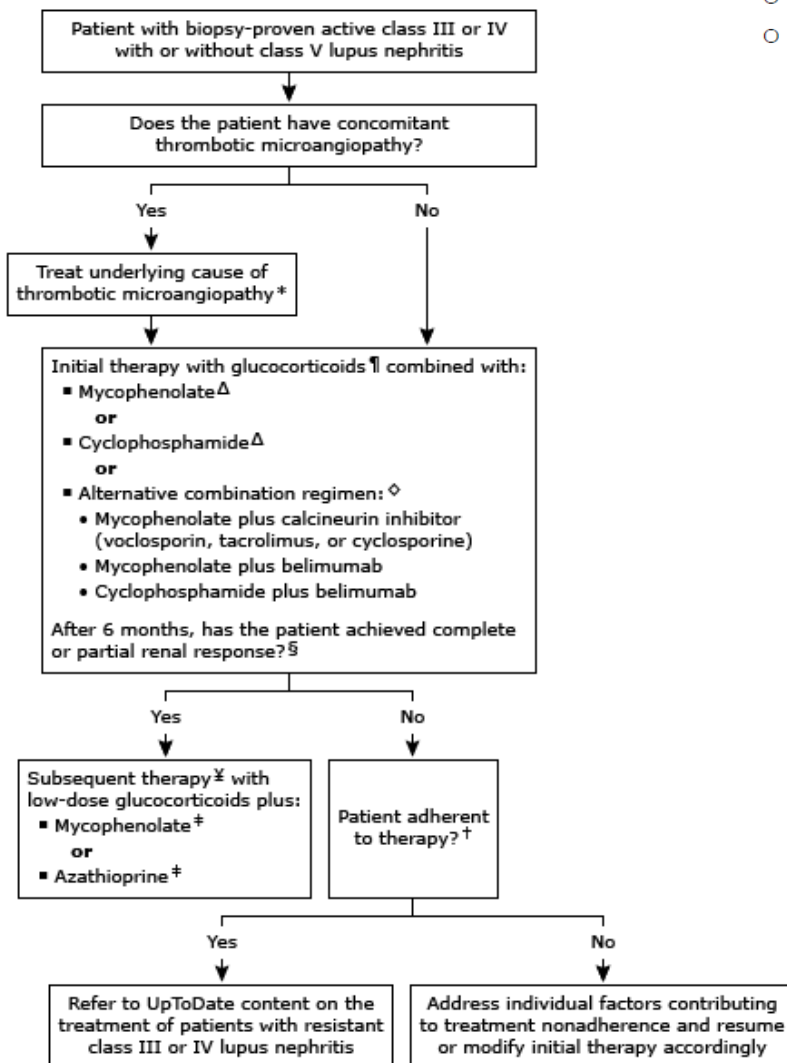 Patient with biopsy-proven active class III or IV
with or without class V lupus nephritis
Does the patient have concomitant
thrombotic microangiopathy?
Yes
No
Treat underlying cause of
thrombotic microangiopathy*
Initial therapy with glucocorticoids¶ combined with:
▪ MycophenolateΔ
or
▪ CyclophosphamideΔ
or
▪ Alternative combination regimen:◇
• Mycophenolate plus calcineurin inhibitor
(voclosporin, tacrolimus, or cyclosporine)
• Mycophenolate plus belimumab
• Cyclophosphamide plus belimumab
After 6 months, has the patient achieved complete
or partial renal response?§
Yes
No
Subsequent therapy¥ with
low-dose glucocorticoids plus:
▪ Mycophenolate‡
or
▪ Azathioprine‡
Patient adherent
to therapy?†
Yes
No
Refer to UpToDate content on the
treatment of patients with resistant
class III or IV lupus nephritis
Address individual factors contributing
to treatment nonadherence and resume
or modify initial therapy accordingly